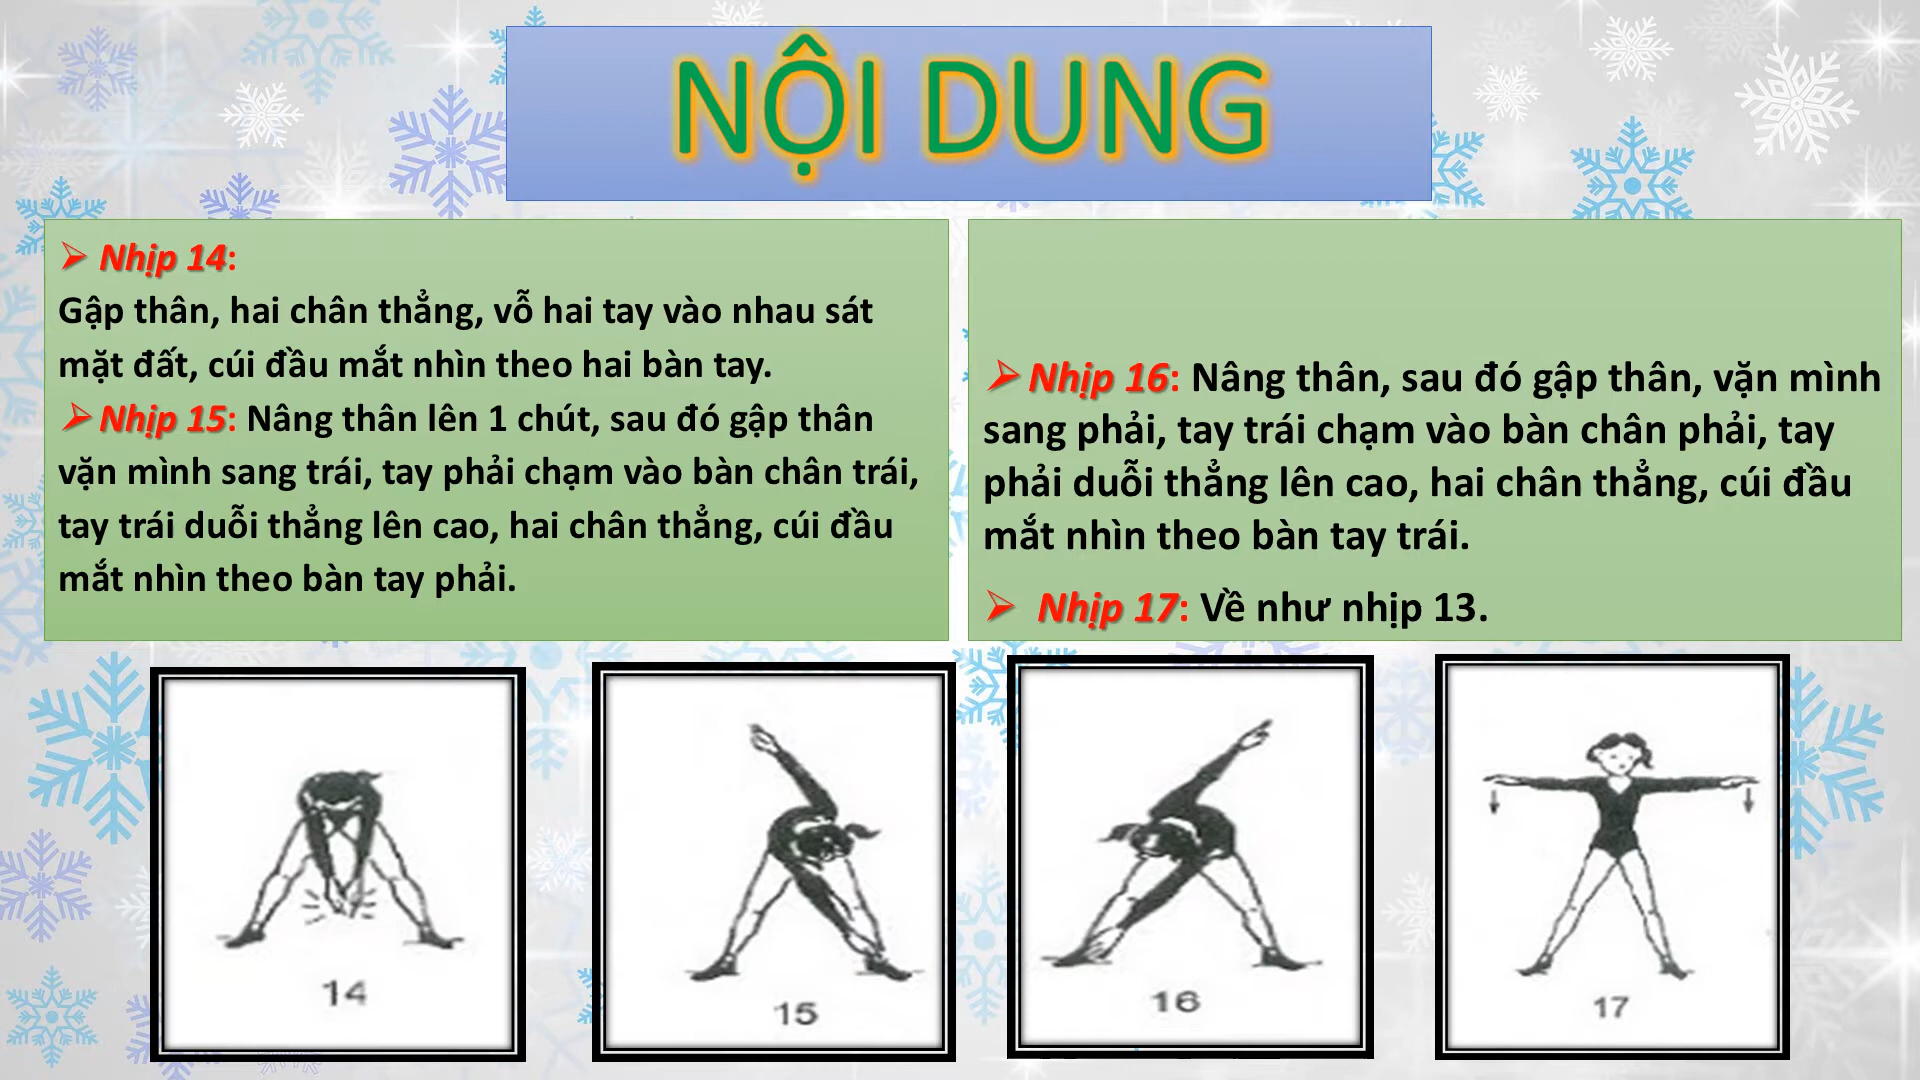 NỘI DUNG
➢ Nhịp 14:
Gập thân, hai chân thẳng, vỗ hai tay vào nhau sát
mặt đất, cúi đầu mắt nhìn theo hai bàn tay.
➢ Nhịp 15: Nâng thân lên 1 chút, sau đó gập thân
vặn mình sang trái, tay phải chạm vào bàn chân trái,
tay trái duỗi thẳng lên cao, hai chân thẳng, cúi đầu
mắt nhìn theo bàn tay phải.
➢ Nhịp 16: Nâng thân, sau đó gập thân, vặn mình
sang phải, tay trái chạm vào bàn chân phải, tay
phải duỗi thẳng lên cao, hai chân thẳng, cúi đầu
mắt nhìn theo bàn tay trái.
➢ Nhịp 17: Về như nhịp 13.
14
15
16
17